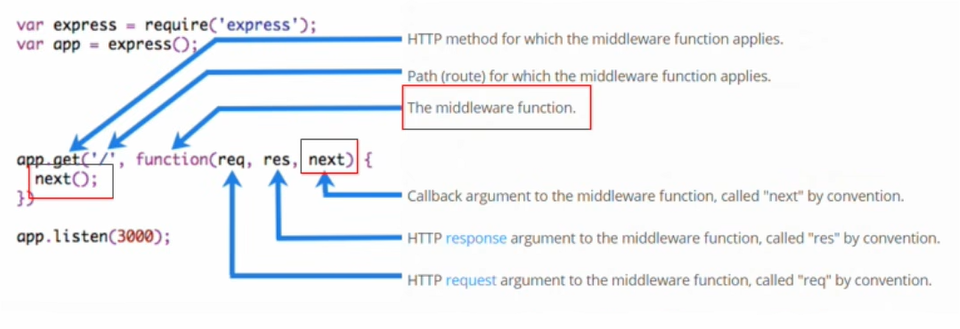 var express = require('express');
var app = express();
HTTP method for which the middleware function applies.
Path (route) for which the middleware function applies.
The middleware function.
app.get('/', function(req, res, next) {
next();
})
Callback argument to the middleware function, called "next" by convention.
app.listen(3000);
HTTP response argument to the middleware function, called "res" by convention.
HTTP request argument to the middleware function, called "req" by convention.